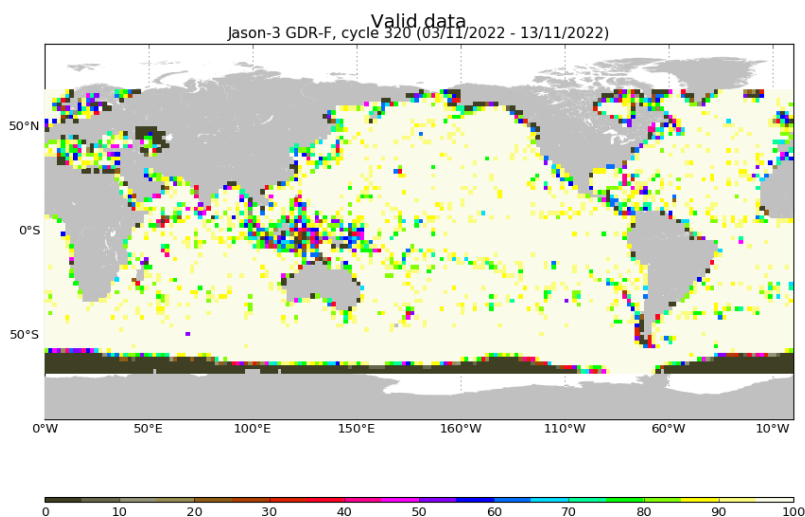 Valid data
Jason-3 GDR-F, cycle 320 (03/11/2022 - 13/11/2022)
50°N
0°S
50°S
0°W 50°E 100°E 150°E 160°W 110°W 60°W 10°W
0 10 20 30 40 50 60 70 80 90 100